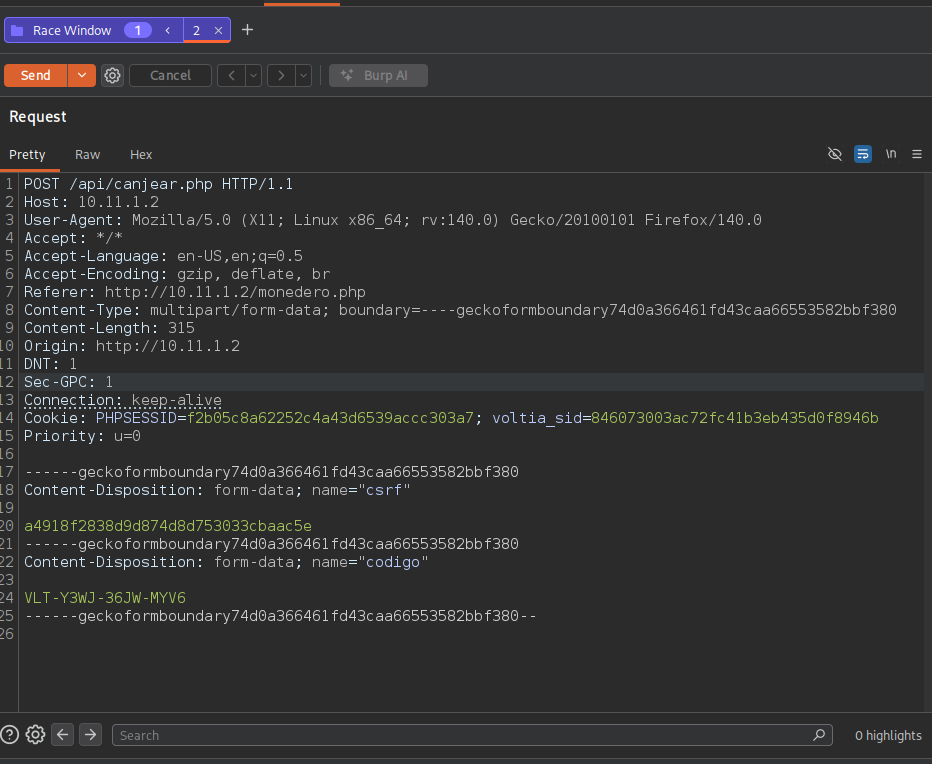 Race Window 1 2 × +
Send Cancel < > Burp AI
Request
Pretty Raw Hex \n
1 POST /api/canjear.php HTTP/1.1
2 Host: 10.11.1.2
3 User-Agent: Mozilla/5.0 (X11; Linux x86_64; rv:140.0) Gecko/20100101 Firefox/140.0
4 Accept: */*
5 Accept-Language: en-US,en;q=0.5
6 Accept-Encoding: gzip, deflate, br
7 Referer: http://10.11.1.2/monedero.php
8 Content-Type: multipart/form-data; boundary=----geckoformboundary74d0a366461fd43caa66553582bbf380
9 Content-Length: 315
10 Origin: http://10.11.1.2
11 DNT: 1
12 Sec-GPC: 1
13 Connection: keep-alive
14 Cookie: PHPSESSID=f2b05c8a62252c4a43d6539accc303a7; voltia_sid=846073003ac72fc41b3eb435d0f8946b
15 Priority: u=0
16
17 ------geckoformboundary74d0a366461fd43caa66553582bbf380
18 Content-Disposition: form-data; name="csrf"
19
20 a4918f2838d9d874d8d753033cbaac5e
21 ------geckoformboundary74d0a366461fd43caa66553582bbf380
22 Content-Disposition: form-data; name="codigo"
23
24 VLT-Y3WJ-36JW-MYV6
25 ------geckoformboundary74d0a366461fd43caa66553582bbf380--
26
Search 0 highlights